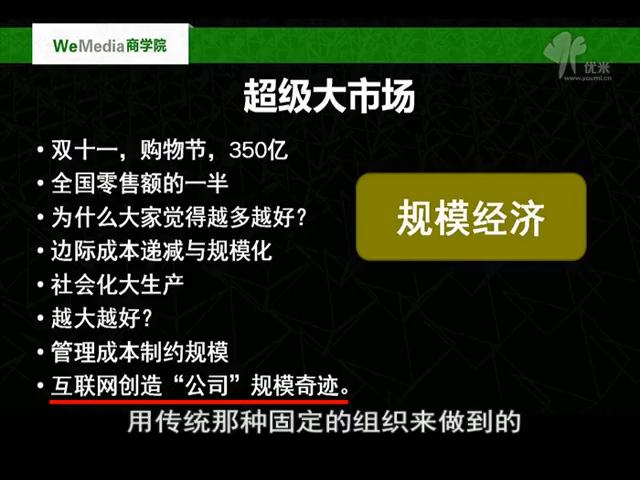 WeMedia商学院
优米
www.youmi.cn
超级大市场
• 双十一，购物节，350亿
• 全国零售额的一半
• 为什么大家觉得越多越好？
• 边际成本递减与规模化
• 社会化大生产
• 越大越好？
• 管理成本制约规模
• 互联网创造“公司”规模奇迹。
规模经济
用传统那种固定的组织来做到的